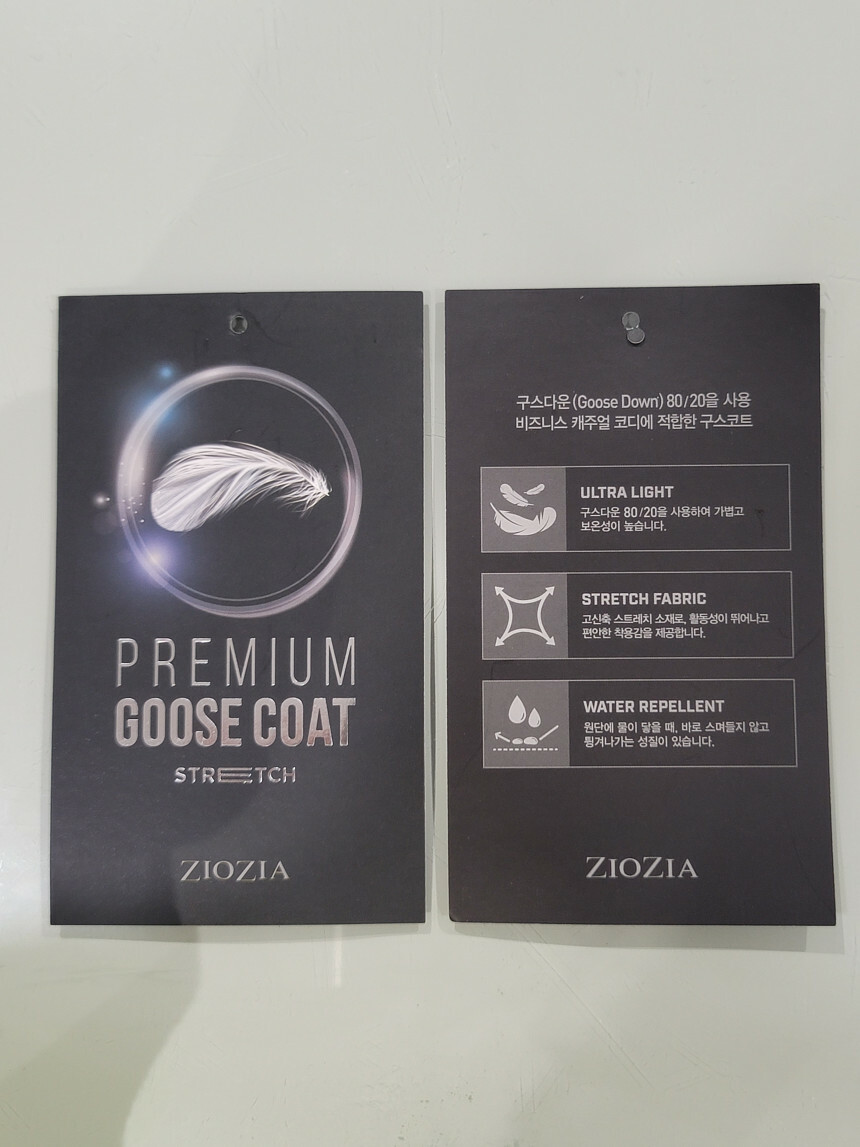 PREMIUM
GOOSE COAT
STRETCH
ZIOZIA
구스다운(Goose Down) 80/20을 사용
비즈니스 캐주얼 코디에 적합한 구스코트
ULTRA LIGHT
구스다운 80/20을 사용하여 가볍고
보온성이 높습니다.
STRETCH FABRIC
고신축 스트레치 소재로, 활동성이 뛰어나고
편안한 착용감을 제공합니다.
WATER REPELLENT
원단에 물이 닿을 때, 바로 스며들지 않고
튕겨나가는 성질이 있습니다.
ZIOZIA